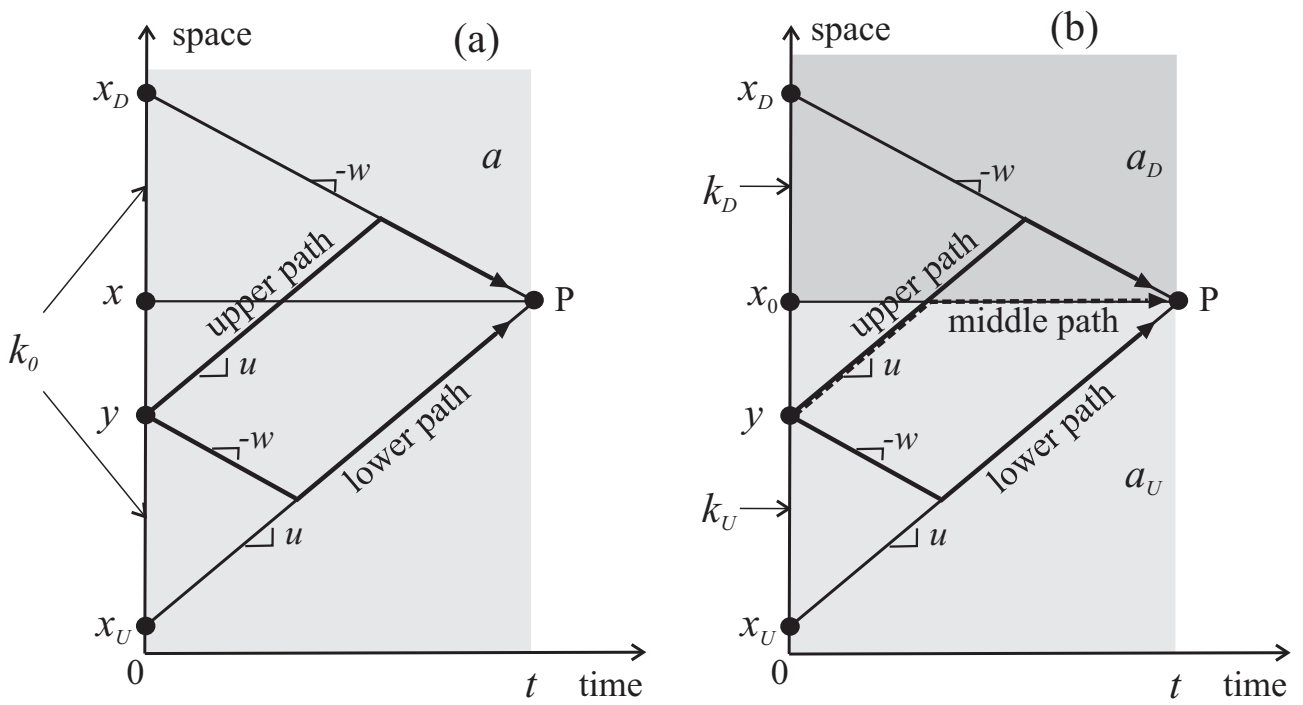 (a)
space
x_D
-w
a
upper path
x
P
k_0
u
y
-w
lower path
u
x_U
0
t
time
(b)
space
x_D
-w
a_D
k_D
upper path
x_0
P
middle path
u
y
-w
lower path
a_U
k_U
u
x_U
0
t
time